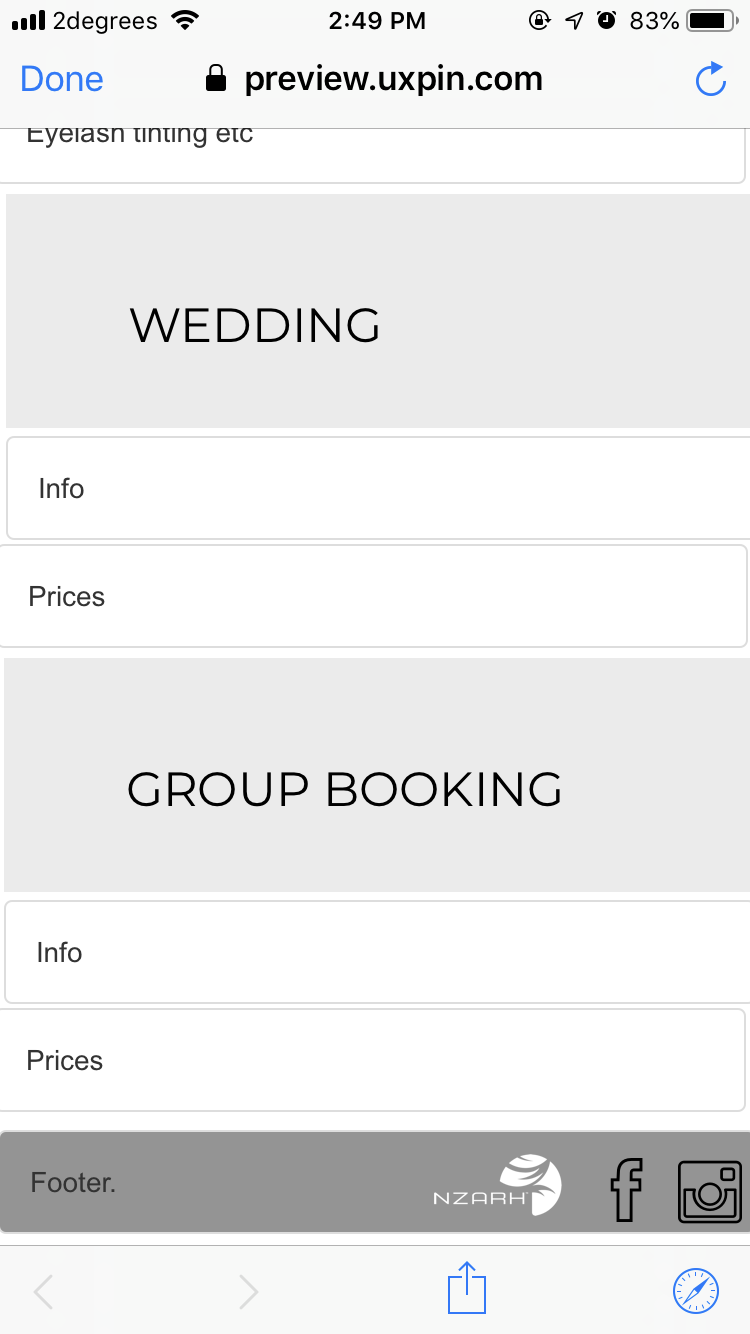 2degrees 2:49 PM 83%
Done preview.uxpin.com
Eyelash tinting etc
WEDDING
Info
Prices
GROUP BOOKING
Info
Prices
Footer. NZARH